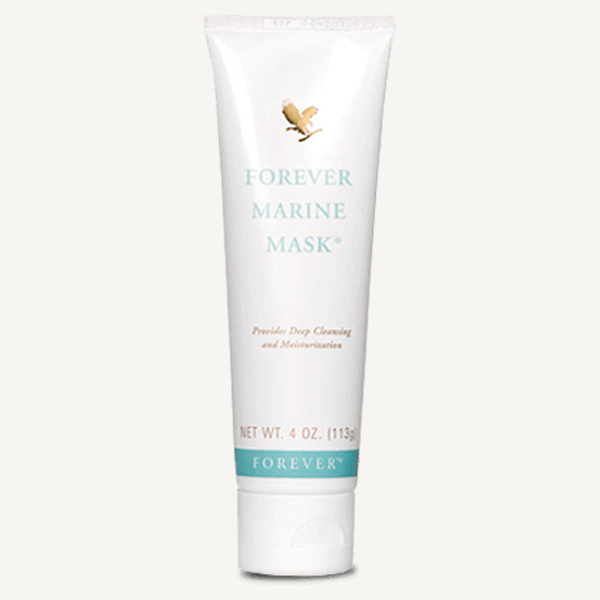 FOREVER
MARINE
MASK®
Provides Deep Cleansing
and Moisturization
NET WT. 4 OZ. (113g)
FOREVER™